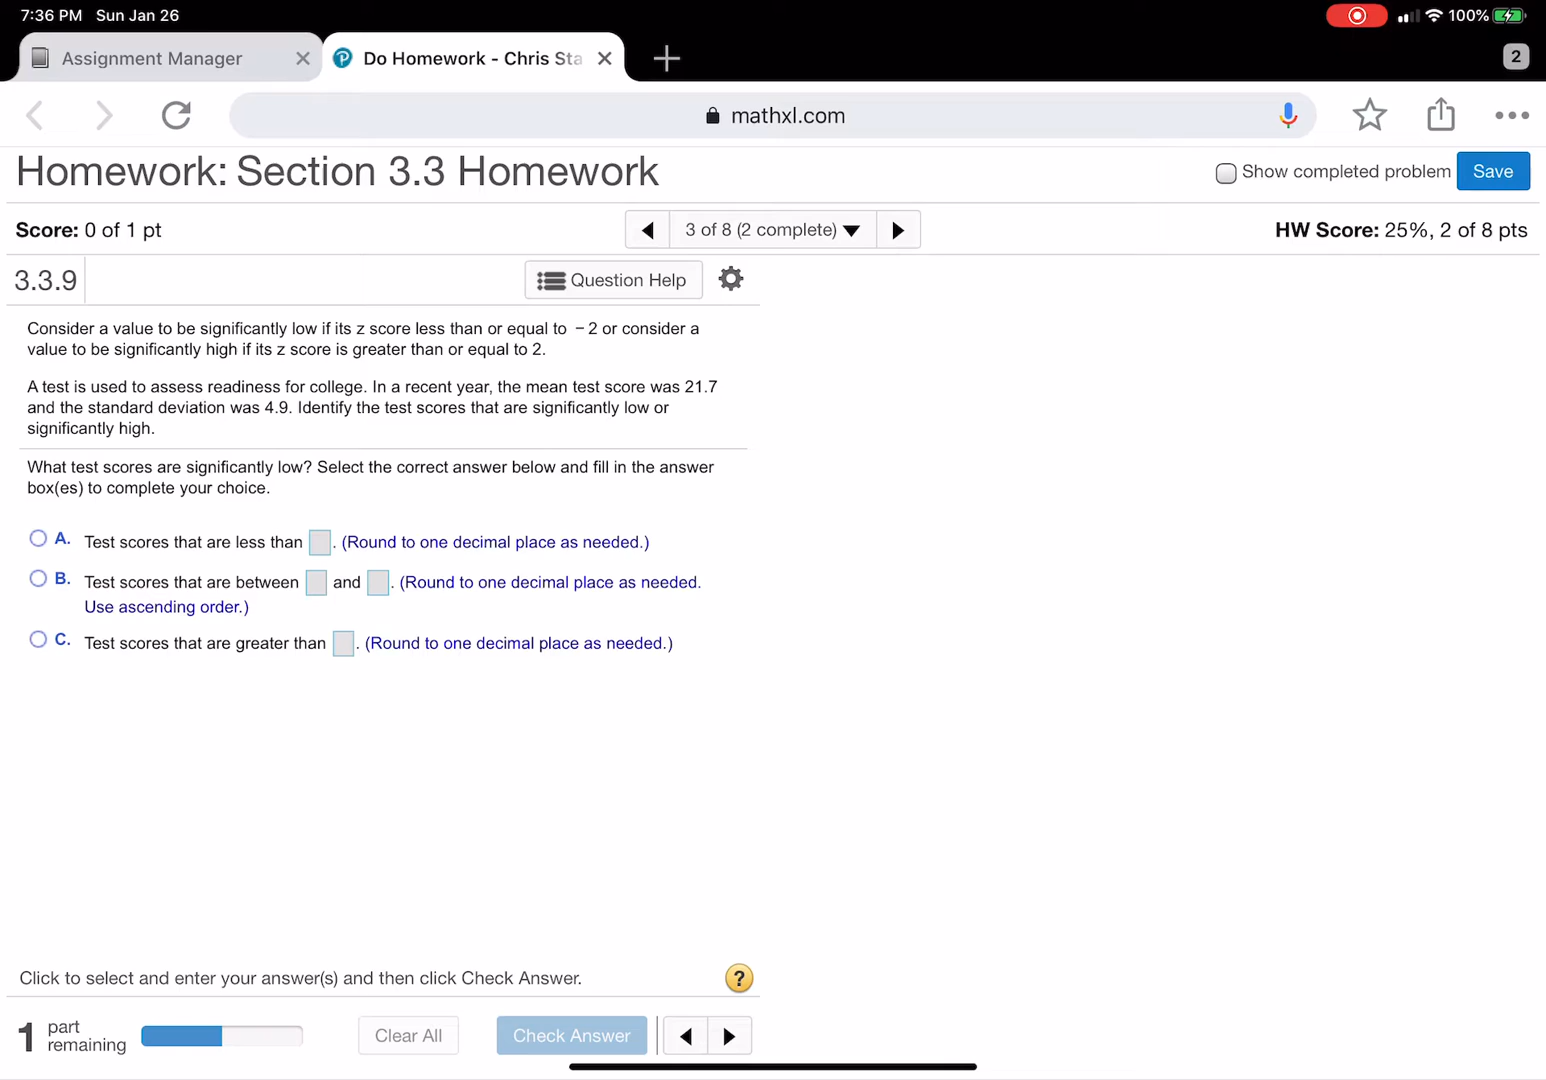 7:36 PM Sun Jan 26
100%
Assignment Manager
Do Homework - Chris Sta
2
mathxl.com
Homework: Section 3.3 Homework
Show completed problem
Save
Score: 0 of 1 pt
3 of 8 (2 complete)
HW Score: 25%, 2 of 8 pts
3.3.9
Question Help
Consider a value to be significantly low if its z score less than or equal to − 2 or consider a
value to be significantly high if its z score is greater than or equal to 2.
A test is used to assess readiness for college. In a recent year, the mean test score was 21.7
and the standard deviation was 4.9. Identify the test scores that are significantly low or
significantly high.
What test scores are significantly low? Select the correct answer below and fill in the answer
box(es) to complete your choice.
A. Test scores that are less than . (Round to one decimal place as needed.)
B. Test scores that are between and . (Round to one decimal place as needed.
Use ascending order.)
C. Test scores that are greater than . (Round to one decimal place as needed.)
Click to select and enter your answer(s) and then click Check Answer.
?
1 part
remaining
Clear All
Check Answer